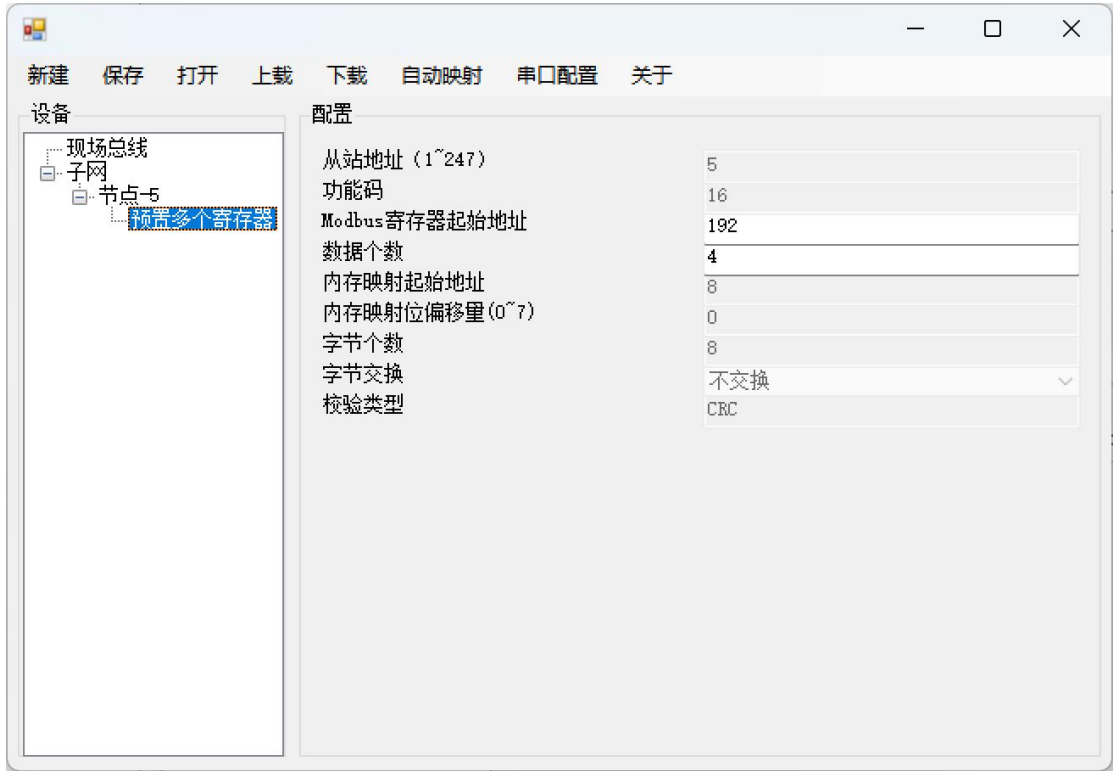 新建 保存 打开 上载 下载 自动映射 串口配置 关于
设备
现场总线
子网
节点-5
预置多个寄存器
配置
从站地址（1~247） 5
功能码 16
Modbus寄存器起始地址 192
数据个数 4
内存映射起始地址 8
内存映射位偏移量(0~7) 0
字节个数 8
字节交换 不交换
校验类型 CRC